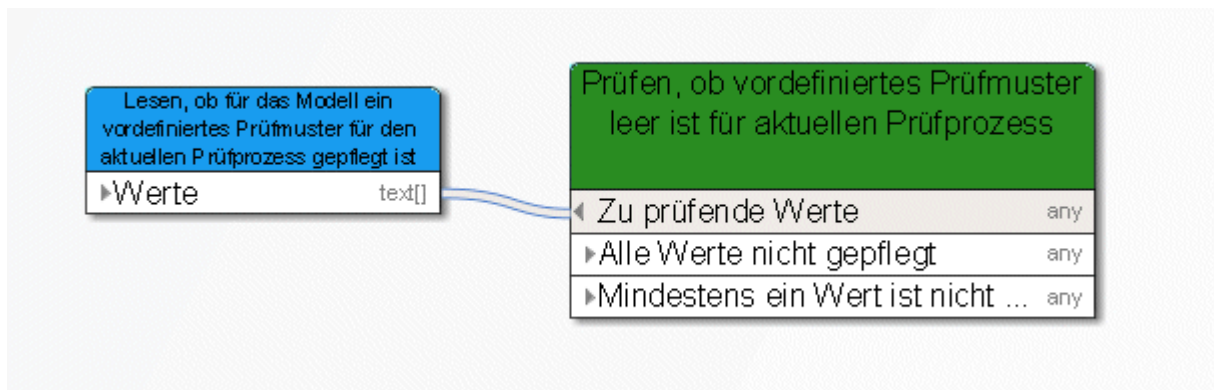 Lesen, ob für das Modell ein
vordefiniertes Prüfmuster für den
aktuellen Prüfprozess gepflegt ist
Werte text[]
Prüfen, ob vordefiniertes Prüfmuster
leer ist für aktuellen Prüfprozess
Zu prüfende Werte any
Alle Werte nicht gepflegt any
Mindestens ein Wert ist nicht ... any